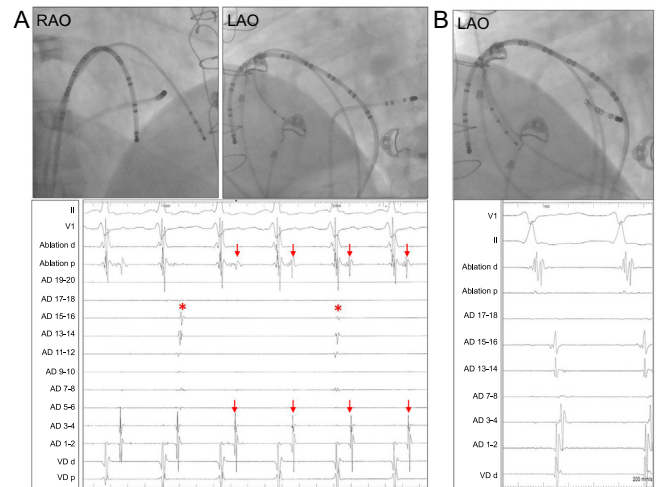 A
RAO
LAO
B
LAO
II
V1
Ablation d
Ablation p
AD 19-20
AD 17-18
AD 15-16
AD 13-14
AD 11-12
AD 9-10
AD 7-8
AD 5-6
AD 3-4
AD 1-2
VD d
VD p
*
*
V1
II
Ablation d
Ablation p
AD 17-18
AD 15-16
AD 13-14
AD 7-8
AD 3-4
AD 1-2
VD d
200 mm/s